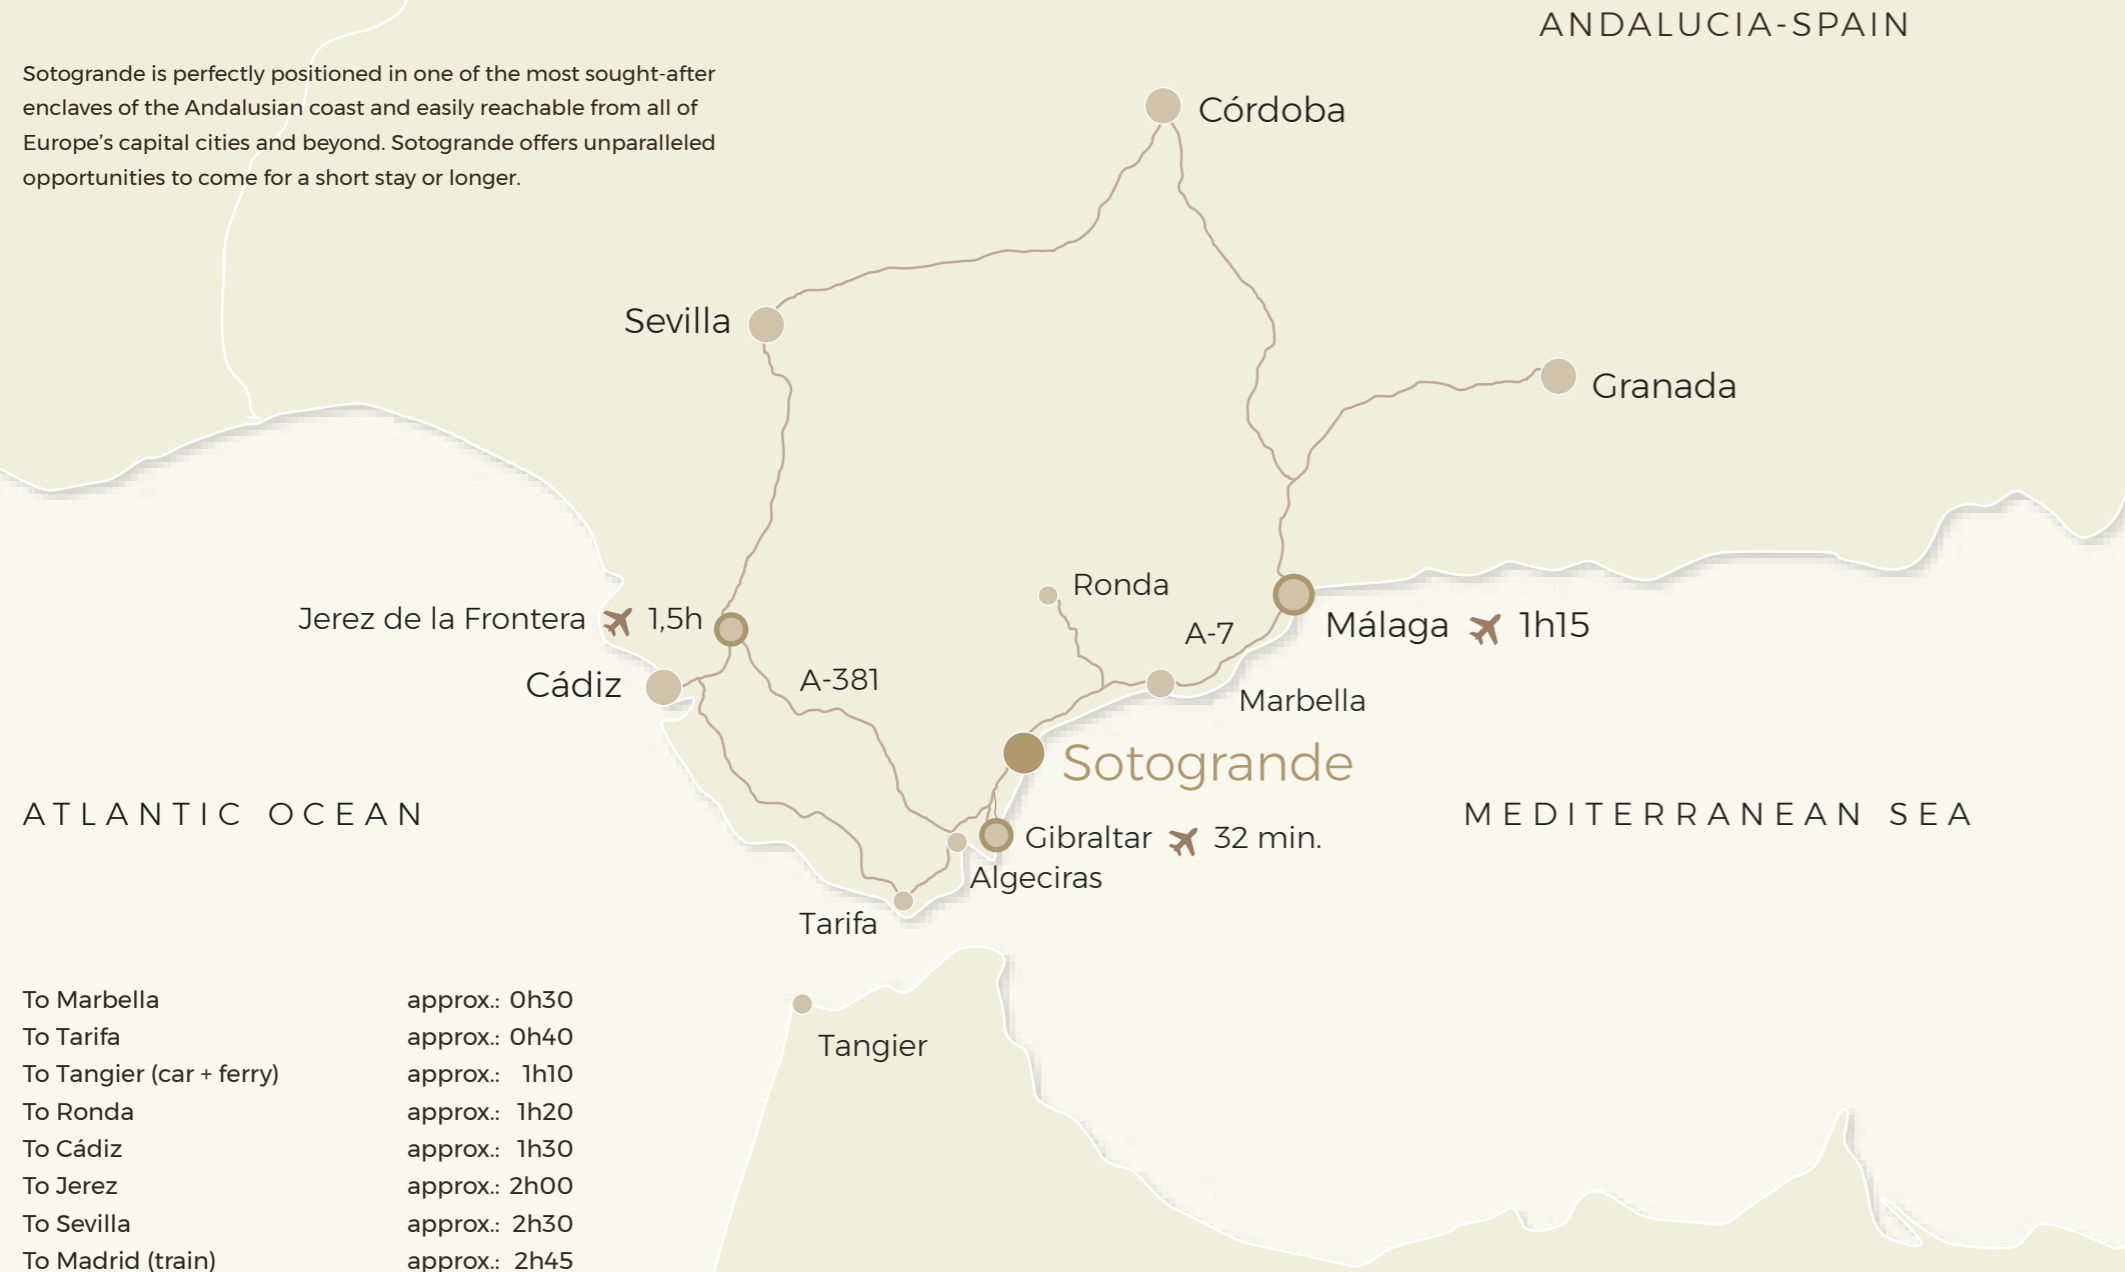 ANDALUCIA-SPAIN
Sotogrande is perfectly positioned in one of the most sought-after
enclaves of the Andalusian coast and easily reachable from all of
Europe's capital cities and beyond. Sotogrande offers unparalleled
opportunities to come for a short stay or longer.
Córdoba
Sevilla
Granada
Ronda
Jerez de la Frontera 1,5h
A-7
Málaga 1h15
Cádiz
A-381
Marbella
Sotogrande
ATLANTIC OCEAN
MEDITERRANEAN SEA
Gibraltar 32 min.
Algeciras
Tarifa
Tangier
To Marbella approx.: 0h30
To Tarifa approx.: 0h40
To Tangier (car + ferry) approx.: 1h10
To Ronda approx.: 1h20
To Cádiz approx.: 1h30
To Jerez approx.: 2h00
To Sevilla approx.: 2h30
To Madrid (train) approx.: 2h45